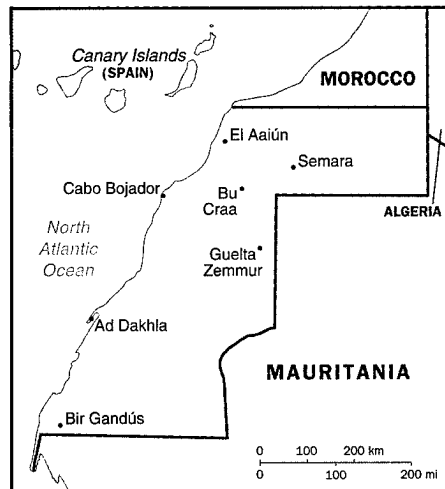 Canary Islands
(SPAIN)
MOROCCO
El Aaiún
Semara
Cabo Bojador
Bu
Craa
ALGERIA
North
Atlantic
Ocean
Guelta
Zemmur
Ad Dakhla
MAURITANIA
Bir Gandús
0 100 200 km
0 100 200 mi